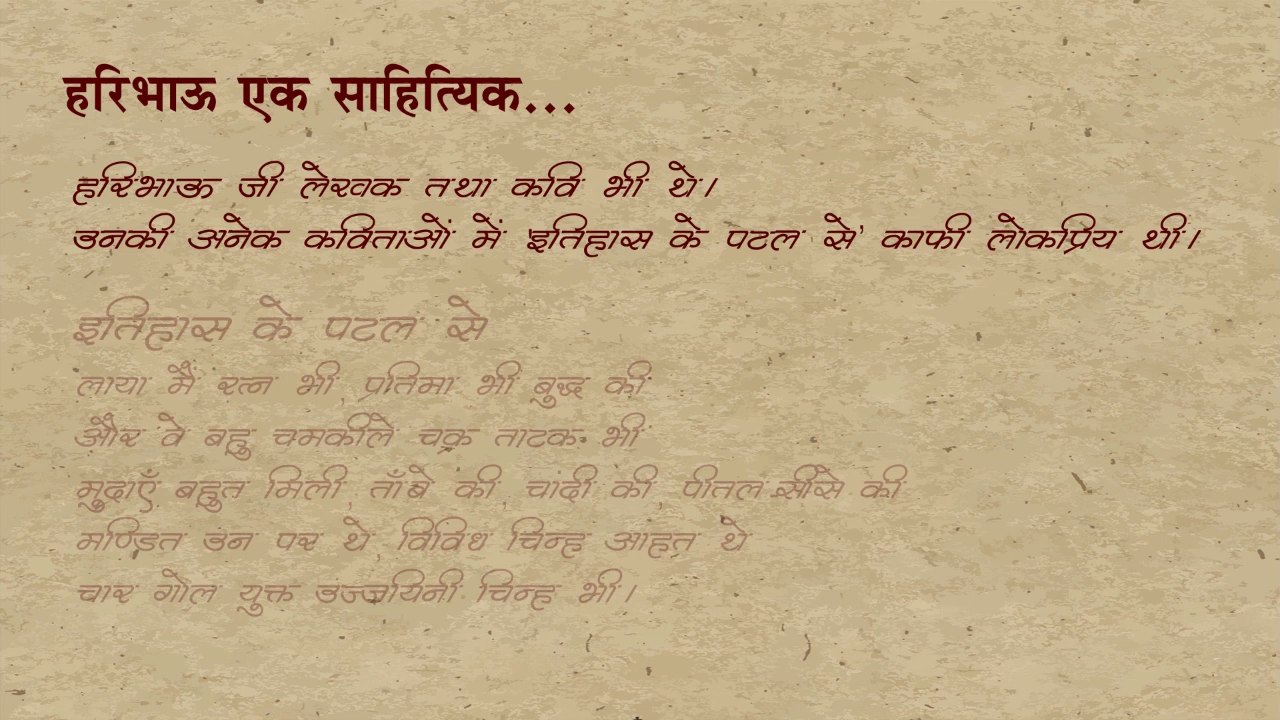 हरिभाऊ एक साहित्यिक...
हरिभाऊ जी लेखक तथा कवि भी थे।
उनकी अनेक कविताओं में 'इतिहास के पटल से' काफी लोकप्रिय थी।
इतिहास के पटल से
लाया मैं रत्न भी, प्रतिमा भी बुद्ध की
और वे बहु चमकीले चक्र ताटक भी
मुद्राएँ बहुत मिली, ताँबे की, चांदी की, पीतल सीसे की
मण्डित उन पर थे, विविध चिन्ह आहत थे
चार गोल युक्त उज्जयिनी चिन्ह भी।